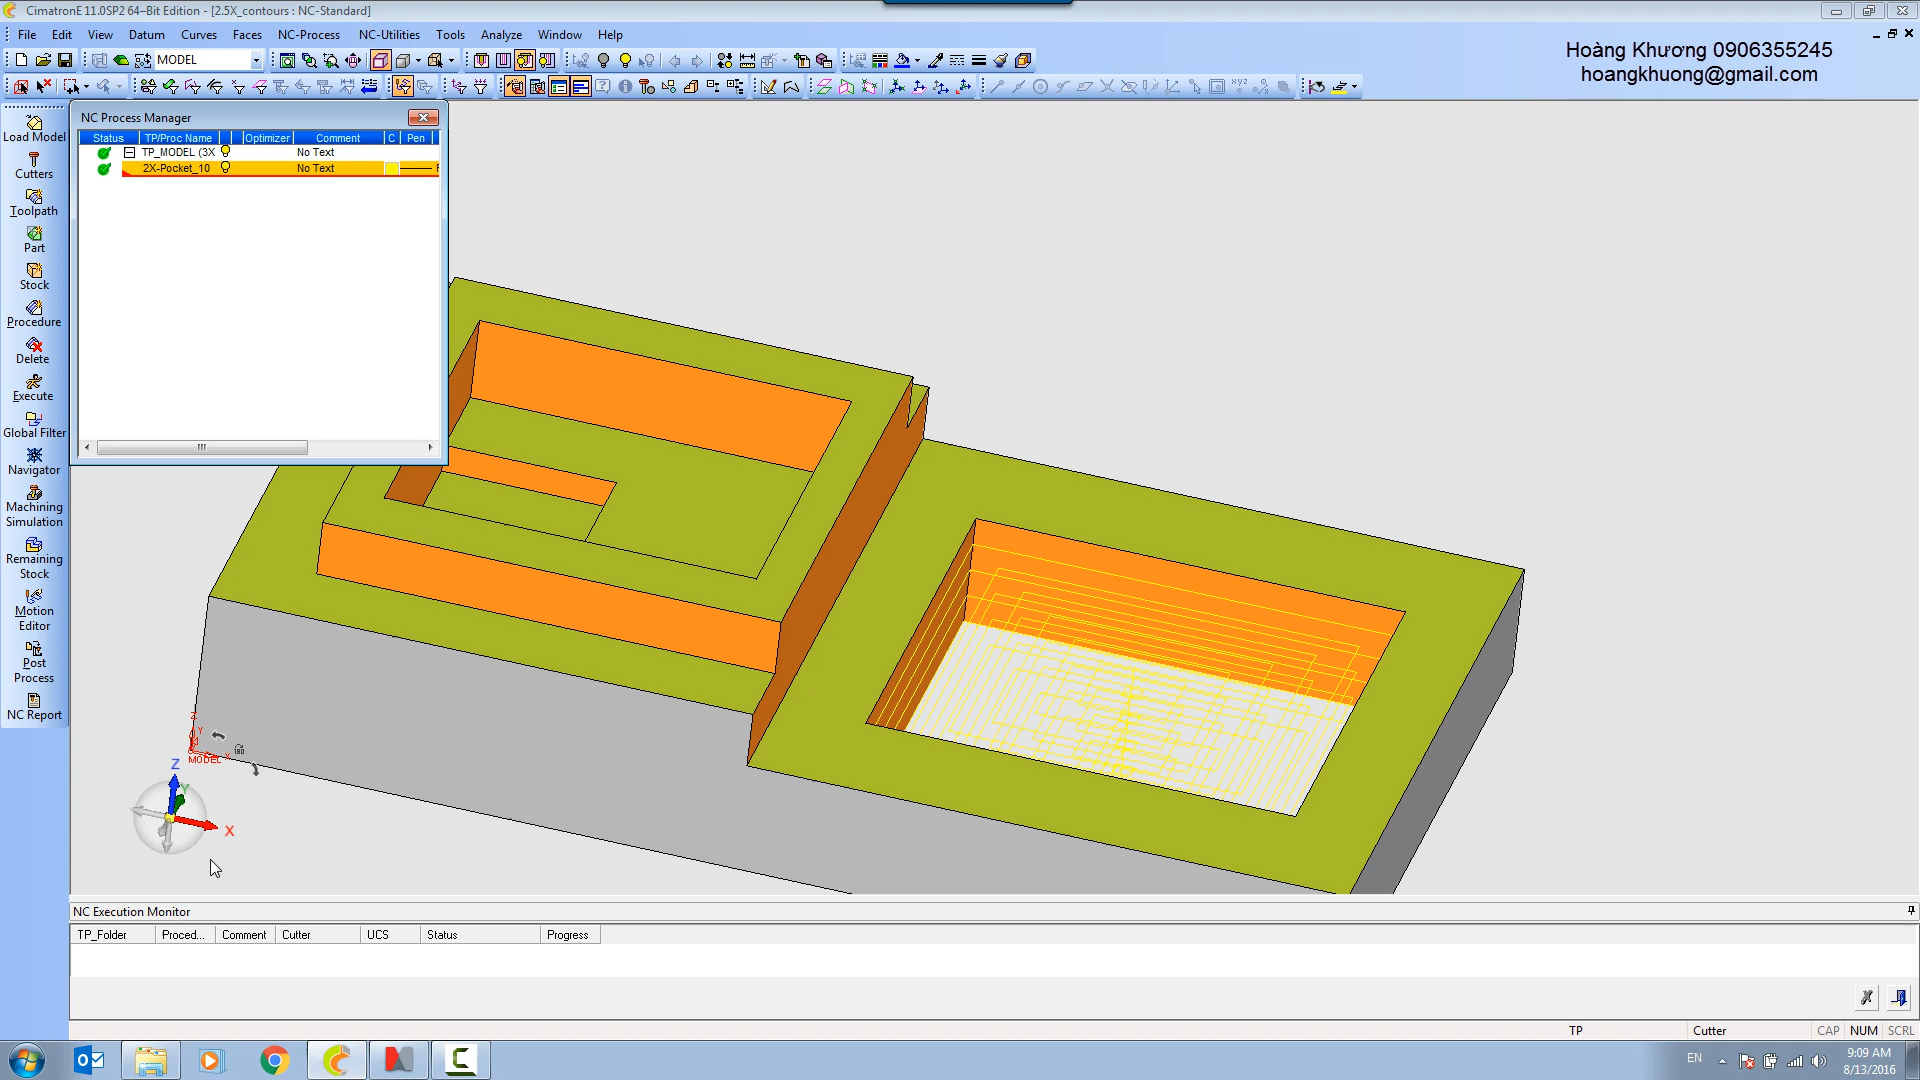 CimatronE 11.0SP2 64-Bit Edition - [2.5X_contours : NC-Standard]
File Edit View Datum Curves Faces NC-Process NC-Utilities Tools Analyze Window Help
Hoàng Khương 0906355245
hoangkhuong@gmail.com
MODEL
Load Model
Cutters
Toolpath
Part
Stock
Procedure
Delete
Execute
Global Filter
Navigator
Machining
Simulation
Remaining
Stock
Motion
Editor
Post
Process
NC Report
NC Process Manager
Status TP/Proc Name Optimizer Comment C Pen
TP_MODEL (3X No Text
2X-Pocket_10 No Text
Z
Y
X
MODEL
180
Z
Y
X
NC Execution Monitor
TP_Folder Proced... Comment Cutter UCS Status Progress
TP Cutter CAP NUM SCRL
EN
9:09 AM
8/13/2016